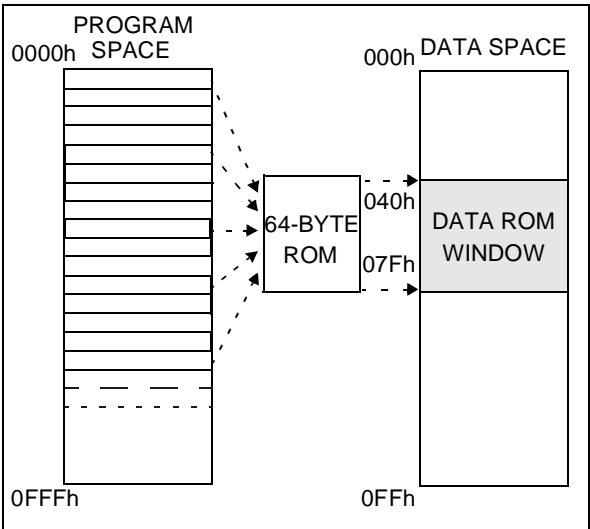 PROGRAM
SPACE
0000h
0FFFh
64-BYTE
ROM
DATA SPACE
000h
040h
07Fh
DATA ROM
WINDOW
0FFh